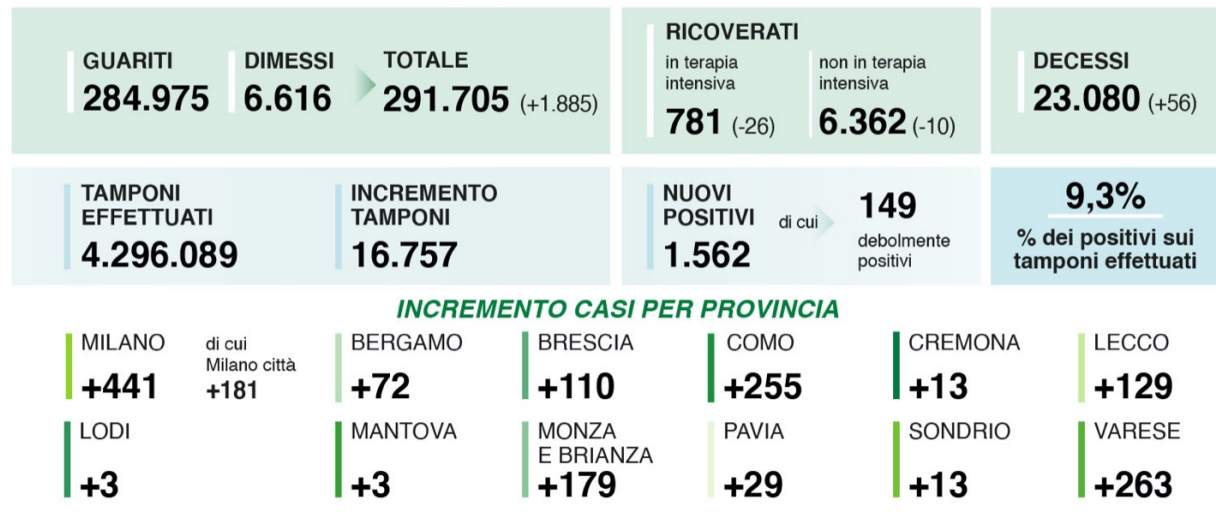 GUARITI
284.975
DIMESSI
6.616
TOTALE
291.705 (+1.885)
RICOVERATI
in terapia
intensiva
781 (-26)
non in terapia
intensiva
6.362 (-10)
DECESSI
23.080 (+56)
TAMPONI
EFFETTUATI
4.296.089
INCREMENTO
TAMPONI
16.757
NUOVI
POSITIVI
1.562
di cui
149
debolmente
positivi
9,3%
% dei positivi sui
tamponi effettuati
INCREMENTO CASI PER PROVINCIA
MILANO
+441
di cui
Milano città
+181
BERGAMO
+72
BRESCIA
+110
COMO
+255
CREMONA
+13
LECCO
+129
LODI
+3
MANTOVA
+3
MONZA
E BRIANZA
+179
PAVIA
+29
SONDRIO
+13
VARESE
+263